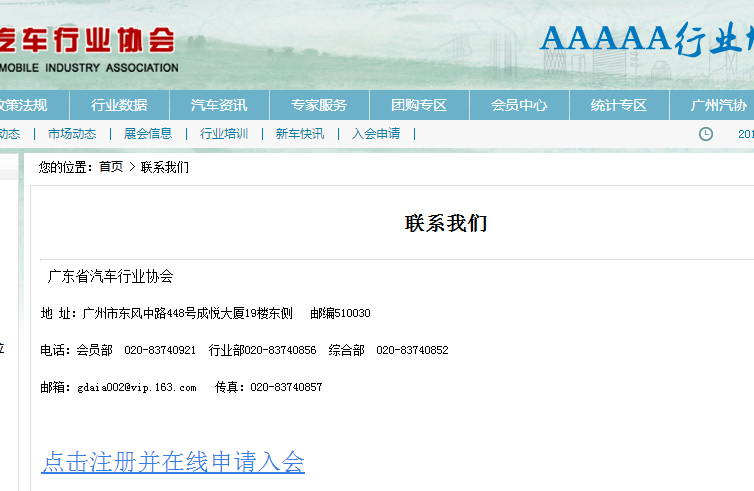 汽车行业协会
MOBILE INDUSTRY ASSOCIATION
AAAAA行业
政策法规 行业数据 汽车资讯 专家服务 团购专区 会员中心 统计专区 广州汽协
动态 | 市场动态 | 展会信息 | 行业培训 | 新车快讯 | 入会申请 |
201
您的位置：首页 > 联系我们
联系我们
广东省汽车行业协会
地 址：广州市东风中路448号成悦大厦19楼东侧 邮编510030
电话：会员部 020-83740921 行业部020-83740856 综合部 020-83740852
邮箱：gdaia002@vip.163.com 传真：020-83740857
点击注册并在线申请入会